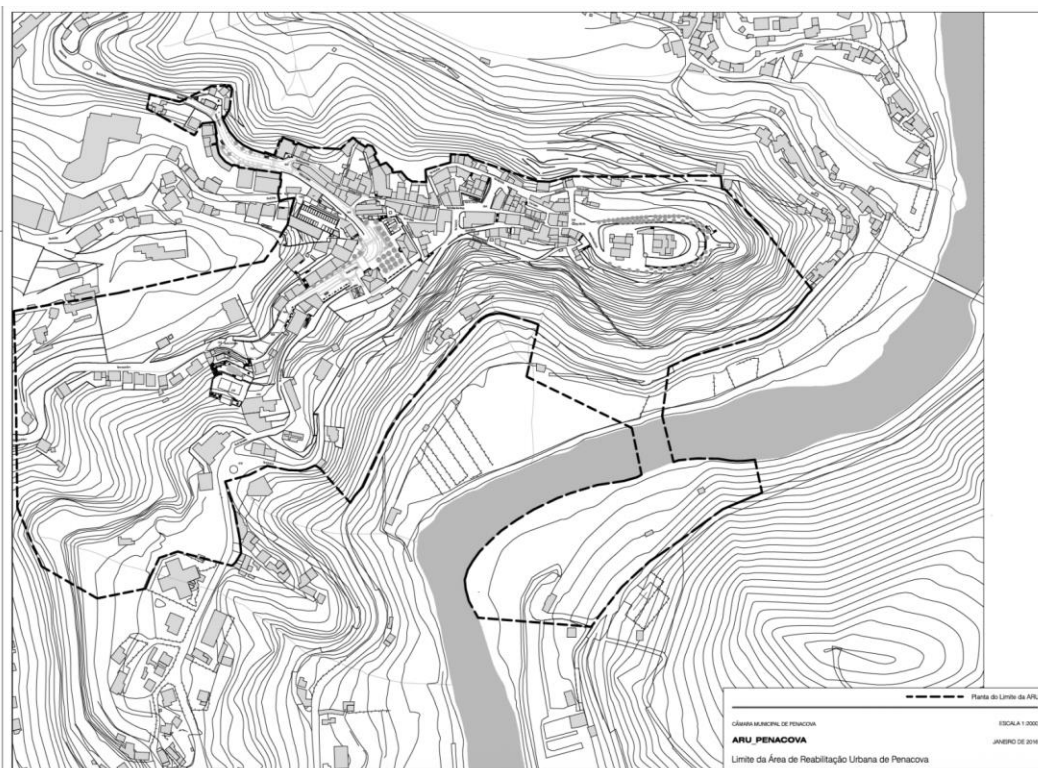 Planta do Limite da ARU
CÂMARA MUNICIPAL DE PENACOVA
ESCALA 1:2000
ARU_PENACOVA
JANEIRO DE 2016
Limite da Área de Reabilitação Urbana de Penacova